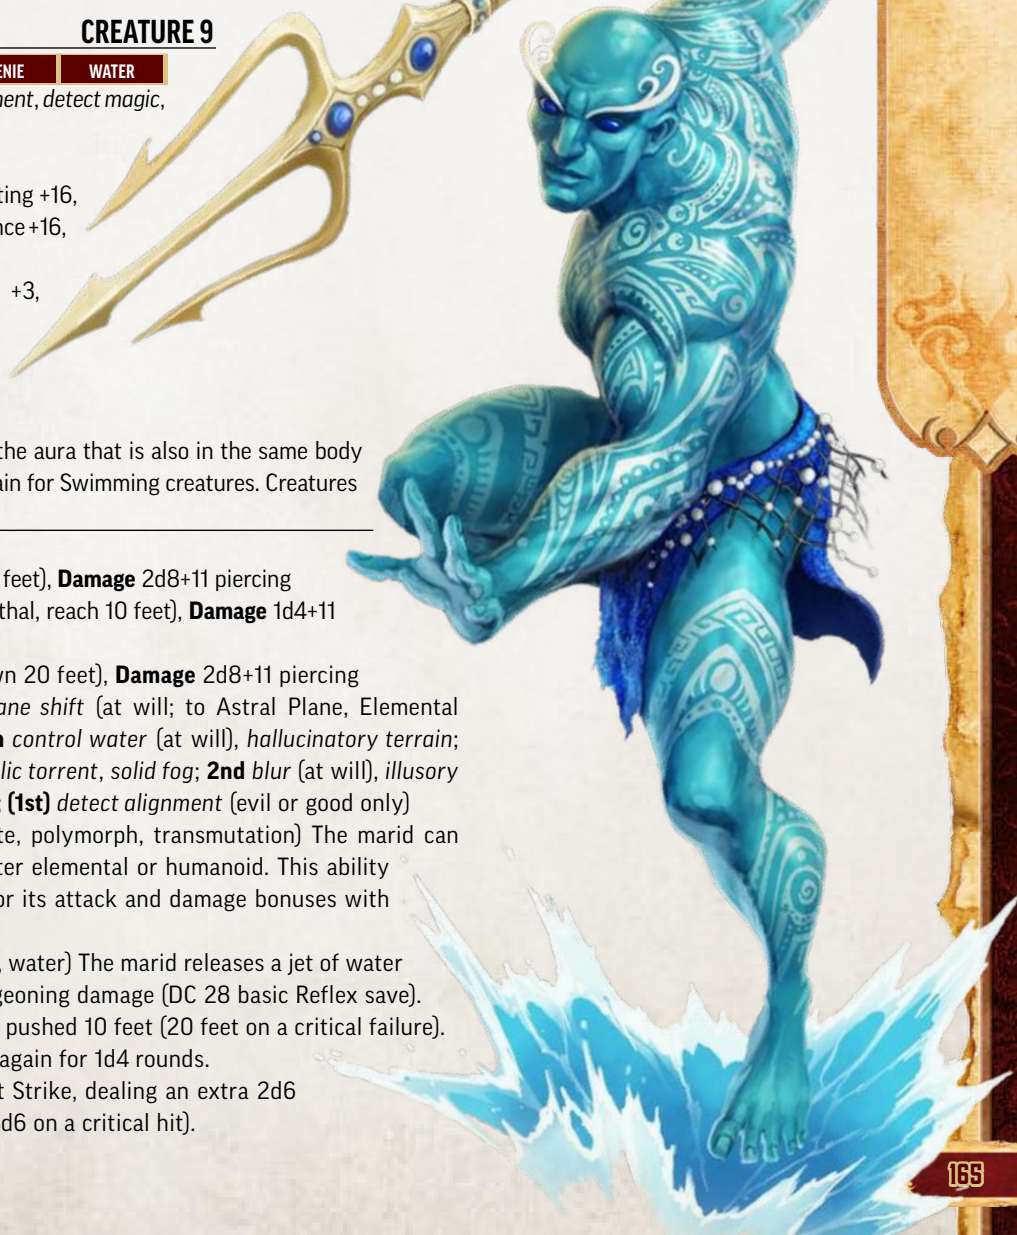 CREATURE 9
ENIE WATER
ment, detect magic,
ting +16,
nce +16,
+3,
the aura that is also in the same body
ain for Swimming creatures. Creatures
feet), Damage 2d8+11 piercing
thal, reach 10 feet), Damage 1d4+11
wn 20 feet), Damage 2d8+11 piercing
ane shift (at will; to Astral Plane, Elemental
h control water (at will), hallucinatory terrain;
lic torrent, solid fog; 2nd blur (at will), illusory
; (1st) detect alignment (evil or good only)
te, polymorph, transmutation) The marid can
ter elemental or humanoid. This ability
or its attack and damage bonuses with
, water) The marid releases a jet of water
geoning damage (DC 28 basic Reflex save).
pushed 10 feet (20 feet on a critical failure).
again for 1d4 rounds.
t Strike, dealing an extra 2d6
d6 on a critical hit).
165